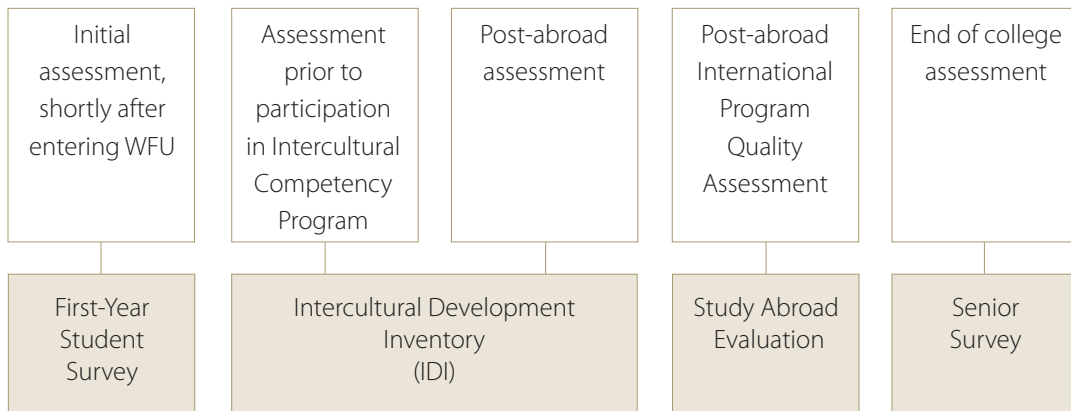 Initial
assessment,
shortly after
entering WFU
Assessment
prior to
participation
in Intercultural
Competency
Program
Post-abroad
assessment
Post-abroad
International
Program
Quality
Assessment
End of college
assessment
First-Year
Student
Survey
Intercultural Development
Inventory
(IDI)
Study Abroad
Evaluation
Senior
Survey